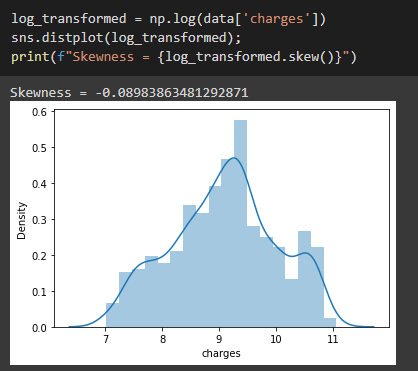 log_transformed = np.log(data['charges'])
sns.distplot(log_transformed);
print(f"Skewness = {log_transformed.skew()}")
Skewness = -0.08983863481292871
0.6
0.5
0.4
0.3
0.2
0.1
0.0
Density
7 8 9 10 11
charges